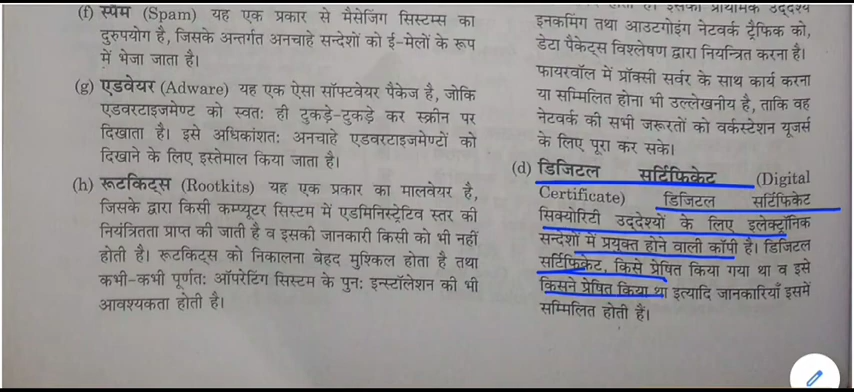 (f) स्पैम (Spam) यह एक प्रकार से मैसेजिंग सिस्टम्स का
दुरुपयोग है, जिसके अन्तर्गत अनचाहे सन्देशों को ई-मेलों के रूप
में भेजा जाता है।
(g) एडवेयर (Adware) यह एक ऐसा सॉफ्टवेयर पैकेज है, जोकि
एडवरटाइजमेण्ट को स्वतः ही टुकड़े-टुकड़े कर स्क्रीन पर
दिखाता है। इसे अधिकांशतः अनचाहे एडवरटाइजमेण्टों को
दिखाने के लिए इस्तेमाल किया जाता है।
(h) रूटकिट्स (Rootkits) यह एक प्रकार का मालवेयर है,
जिसके द्वारा किसी कम्प्यूटर सिस्टम में एडमिनिस्ट्रेटिव स्तर की
नियंत्रितता प्राप्त की जाती है व इसकी जानकारी किसी को भी नहीं
होती है। रूटकिट्स को निकालना बेहद मुश्किल होता है तथा
कभी-कभी पूर्णतः ऑपरेटिंग सिस्टम के पुनः इन्स्टॉलेशन की भी
आवश्यकता होती है।
इसका प्राथमिक उद्देश्य
इनकमिंग तथा आउटगोइंग नेटवर्क ट्रैफिक को,
डेटा पैकेट्स विश्लेषण द्वारा नियन्त्रित करना है।
फायरवॉल में प्रॉक्सी सर्वर के साथ कार्य करना
या सम्मिलित होना भी उल्लेखनीय है, ताकि वह
नेटवर्क की सभी जरूरतों को वर्कस्टेशन यूजर्स
के लिए पूरा कर सके।
(d) डिजिटल सर्टिफिकेट (Digital
Certificate) डिजिटल सर्टिफिकेट
सिक्योरिटी उद्देश्यों के लिए इलेक्ट्रॉनिक
सन्देशों में प्रयुक्त होने वाली कॉपी है। डिजिटल
सर्टिफिकेट, किसे प्रेषित किया गया था व इसे
किसने प्रेषित किया था इत्यादि जानकारियाँ इसमें
सम्मिलित होती हैं।